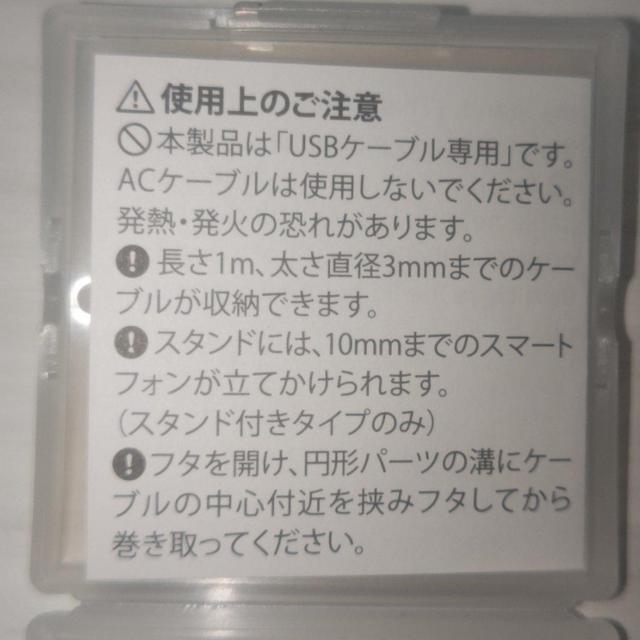 ⚠使用上のご注意
🚫本製品は「USBケーブル専用」です。
ACケーブルは使用しないでください。
発熱・発火の恐れがあります。
❗長さ1m、太さ直径3mmまでのケー
ブルが収納できます。
❗スタンドには、10mmまでのスマート
フォンが立てかけられます。
（スタンド付きタイプのみ）
❗フタを開け、円形パーツの溝にケー
ブルの中心付近を挟みフタしてから
巻き取ってください。